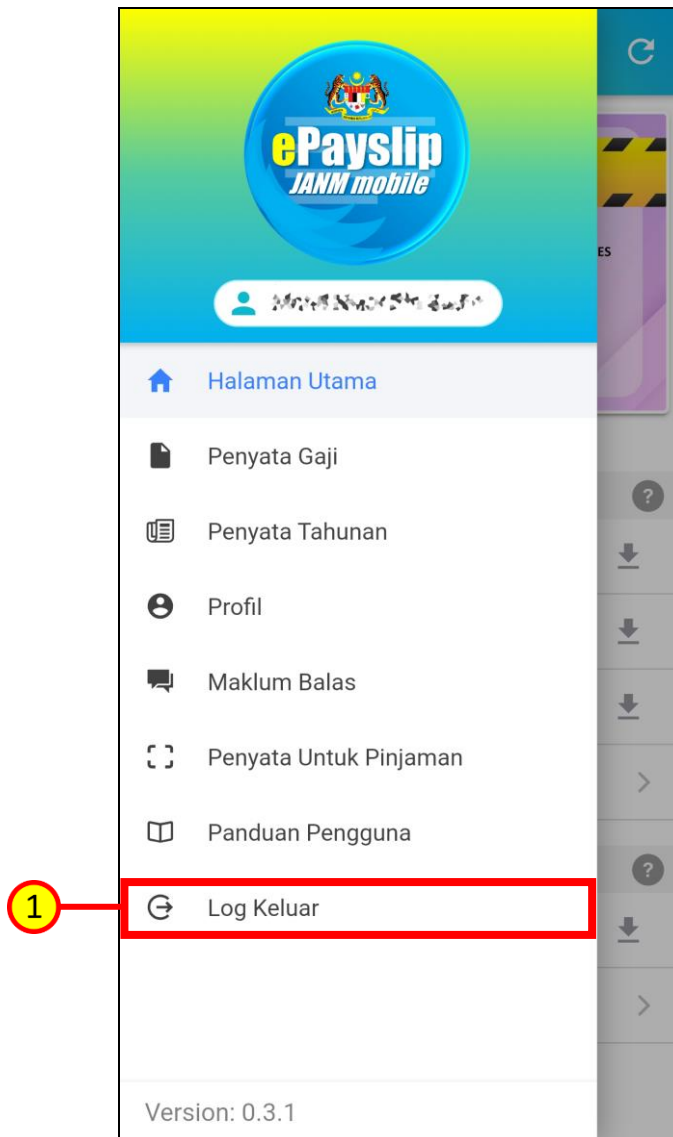 ePayslip
JANM mobile
ES
Halaman Utama
Penyata Gaji
?
Penyata Tahunan
Profil
Maklum Balas
Penyata Untuk Pinjaman
Panduan Pengguna
?
1
Log Keluar
Version: 0.3.1